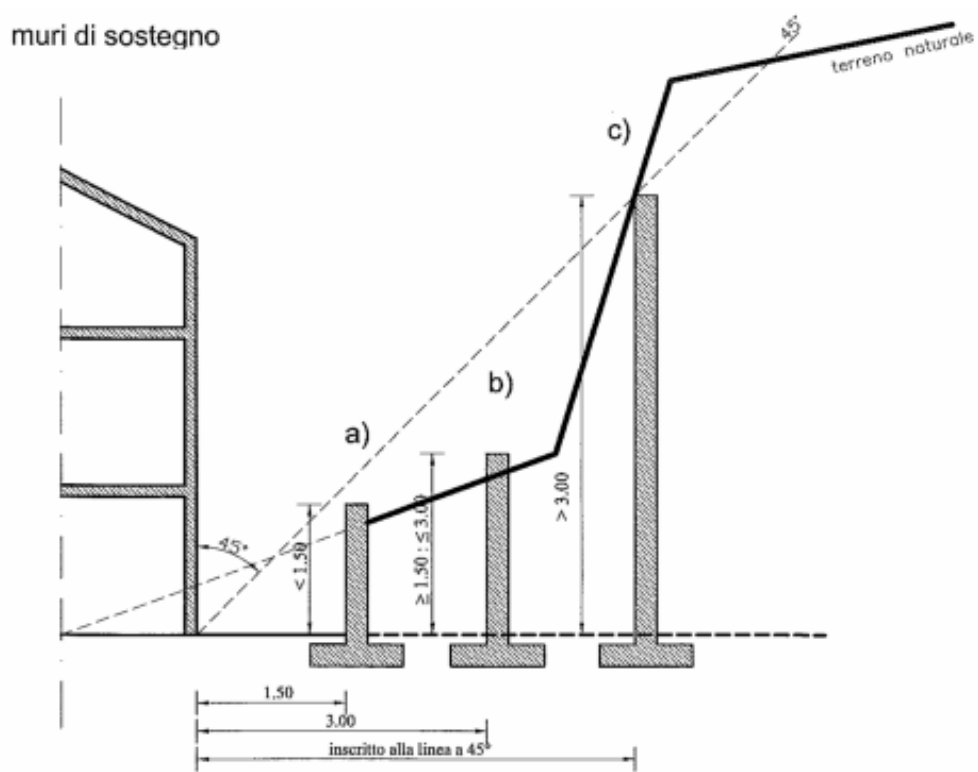 muri di sostegno
45°
terreno naturale
c)
b)
a)
45°
< 1.50
≥ 1.50 : ≤ 3.00
> 3.00
1.50
3.00
inscritto alla linea a 45°